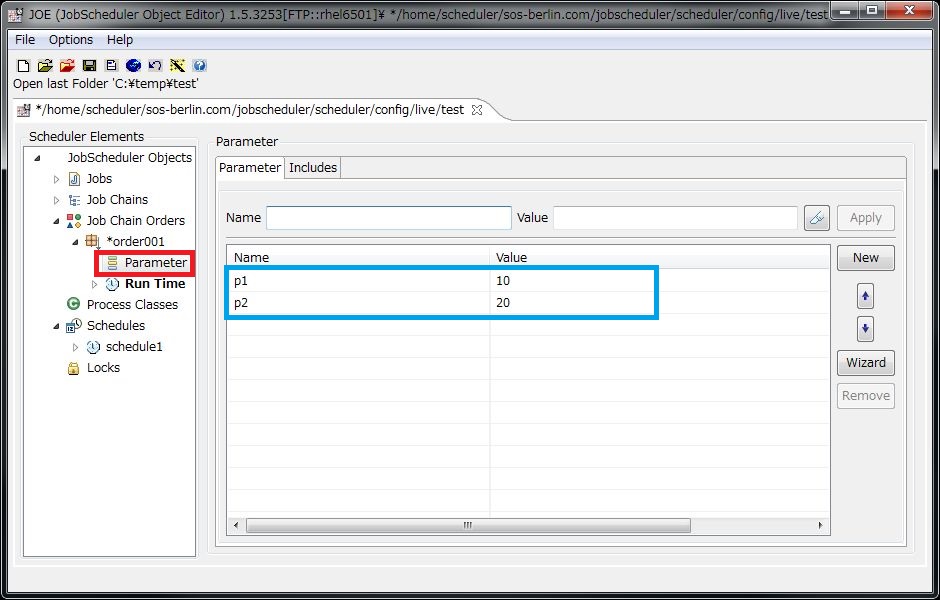 JOE (JobScheduler Object Editor) 1.5.3253[FTP::rhel6501]¥ */home/scheduler/sos-berlin.com/jobscheduler/scheduler/config/live/test
File Options Help
Open last Folder 'C:¥temp¥test'
*/home/scheduler/sos-berlin.com/jobscheduler/scheduler/config/live/test
Scheduler Elements
JobScheduler Objects
Jobs
Job Chains
Job Chain Orders
*order001
Parameter
Run Time
Process Classes
Schedules
schedule1
Locks
Parameter
Parameter Includes
Name Value Apply
Name Value
p1 10
p2 20
New
Wizard
Remove